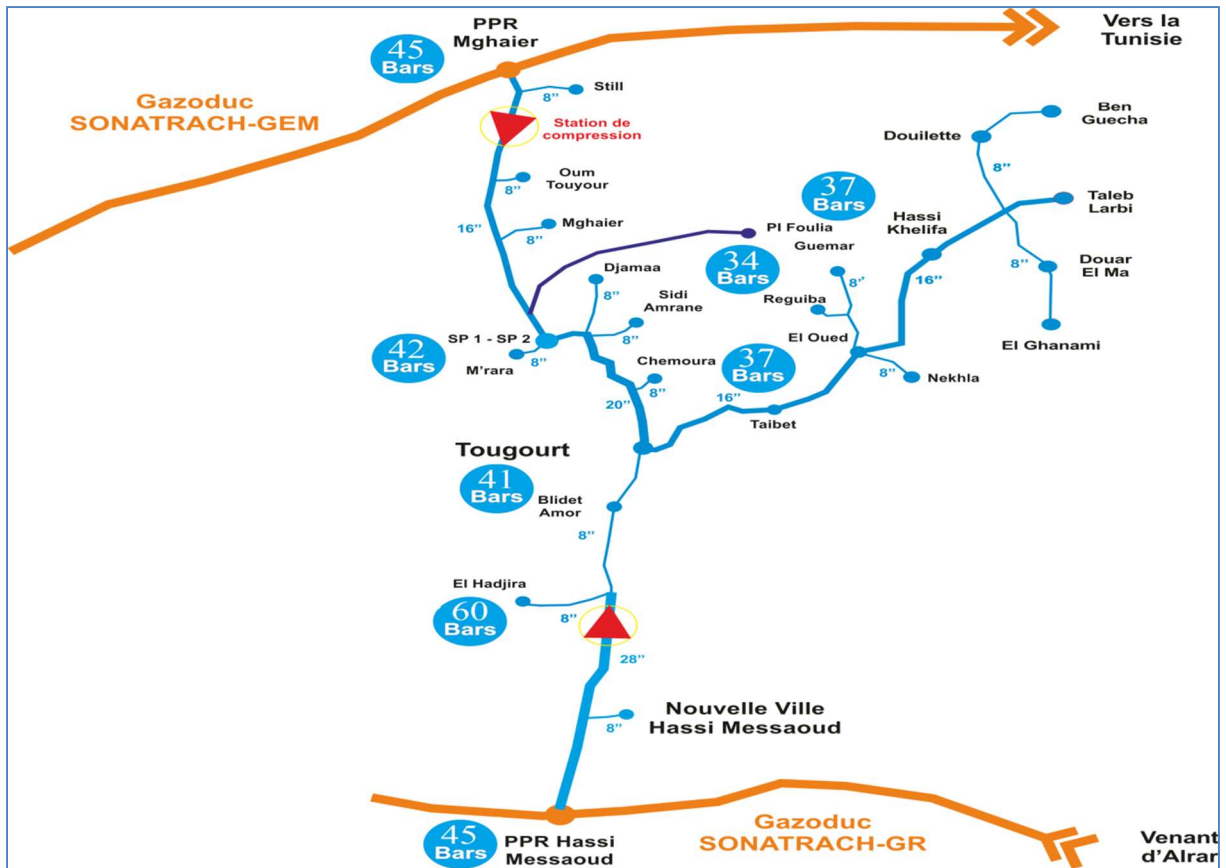 PPR
Mghaier
45
Bars
Vers la
Tunisie
Gazoduc
SONATRACH-GEM
Still
8”
Station de
compression
Ben
Guecha
Douilette
8”
Oum
Touyour
8”
37
Bars
Taleb
Larbi
Hassi
Khelifa
Mghaier
8”
16”
PI Foulia
Guemar
34
Bars
Djamaa
8”
8’
Douar
El Ma
8”
16”
Sidi
Amrane
8”
Reguiba
El Oued
SP 1 - SP 2
8”
M’rara
42
Bars
El Ghanami
Chemoura
8”
37
Bars
8”
Nekhla
20”
16”
Taibet
Tougourt
41
Bars
Blidet
Amor
8”
El Hadjira
8”
60
Bars
28”
Nouvelle Ville
Hassi Messaoud
8”
Gazoduc
SONATRACH-GR
45
Bars
PPR Hassi
Messaoud
Venant
d’Alrar